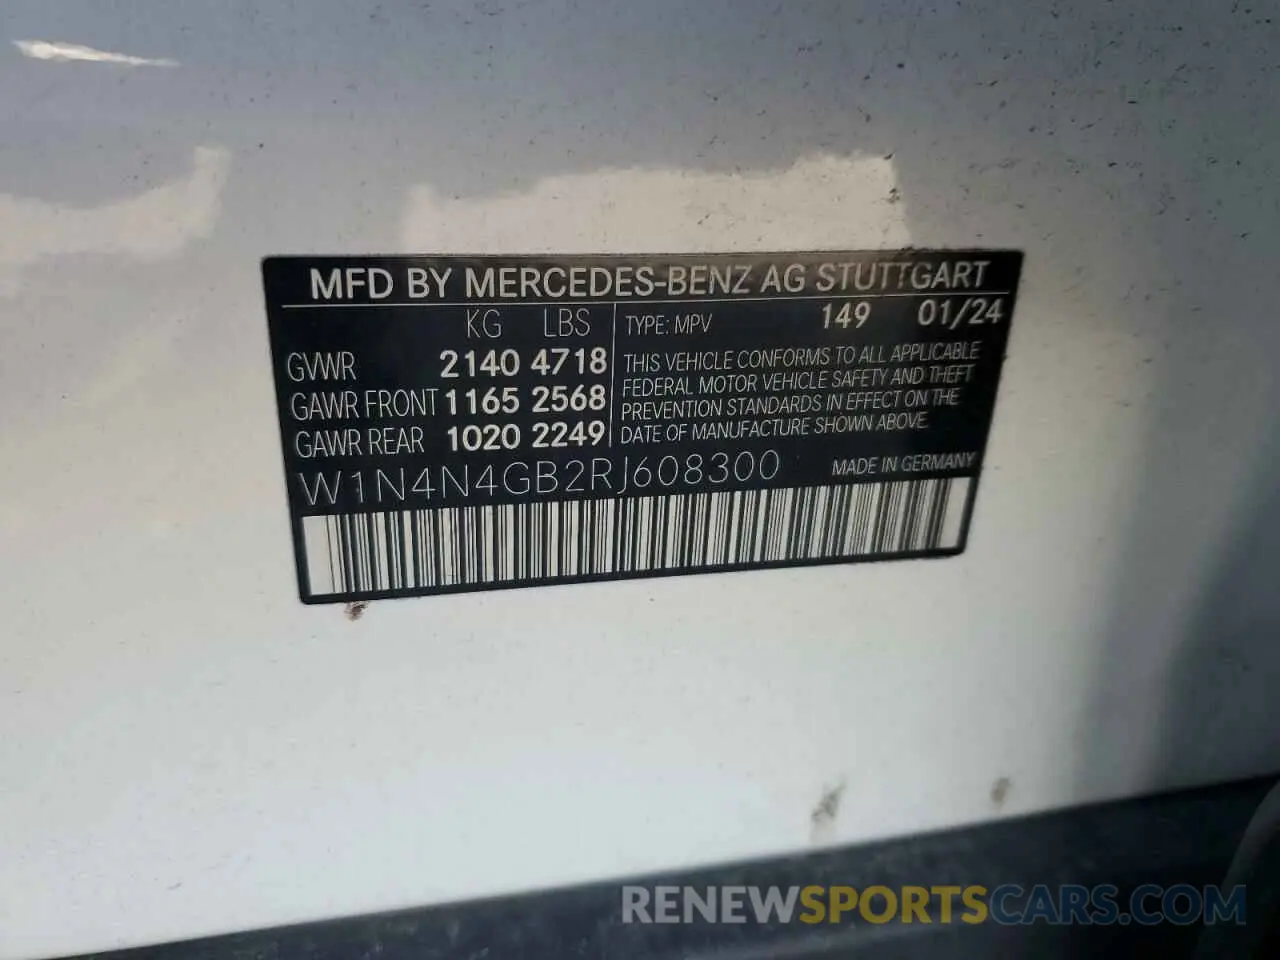 MFD BY MERCEDES-BENZ AG STUTTGART
KG LBS TYPE: MPV 149 01/24
GVWR 2140 4718
GAWR FRONT 1165 2568
GAWR REAR 1020 2249
THIS VEHICLE CONFORMS TO ALL APPLICABLE
FEDERAL MOTOR VEHICLE SAFETY AND THEFT
PREVENTION STANDARDS IN EFFECT ON THE
DATE OF MANUFACTURE SHOWN ABOVE.
W1N4N4GB2RJ608300 MADE IN GERMANY
RENEWSPORTSCARS.COM